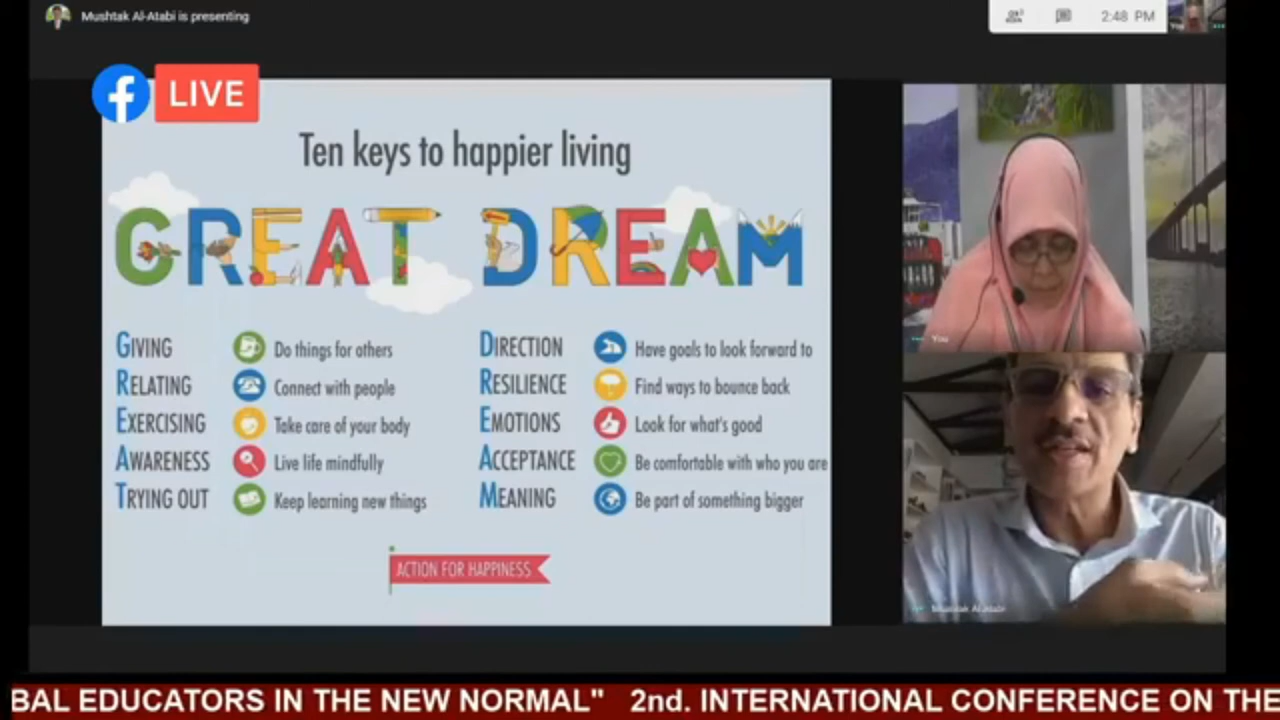 Mushtak Al-Atabi is presenting
2:48 PM
LIVE
Ten keys to happier living
GREAT DREAM
GIVING Do things for others
RELATING Connect with people
EXERCISING Take care of your body
AWARENESS Live life mindfully
TRYING OUT Keep learning new things
DIRECTION Have goals to look forward to
RESILIENCE Find ways to bounce back
EMOTIONS Look for what's good
ACCEPTANCE Be comfortable with who you are
MEANING Be part of something bigger
ACTION FOR HAPPINESS
You
Mushtak Al-Atabi
BAL EDUCATORS IN THE NEW NORMAL" 2nd. INTERNATIONAL CONFERENCE ON THE